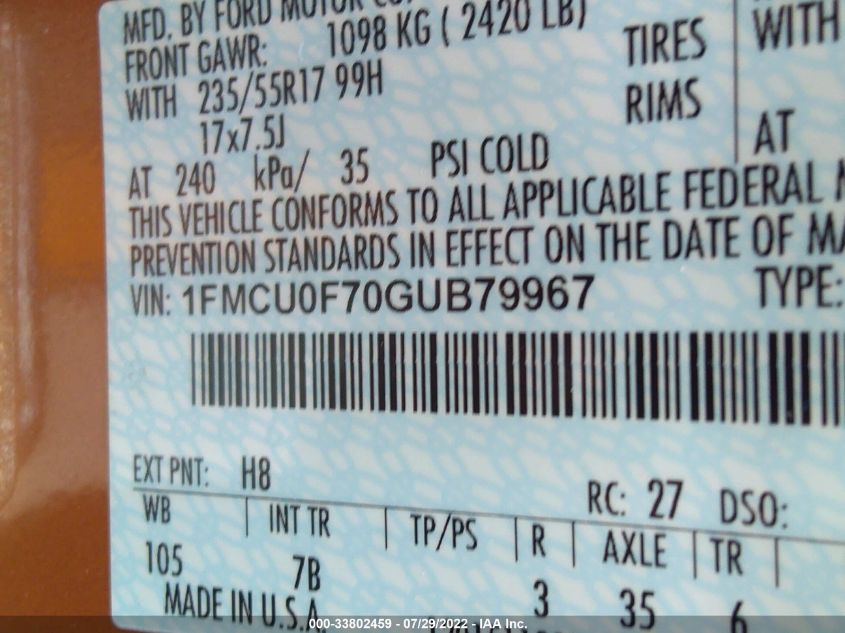 MFD. BY FORD MOTOR CO.
FRONT GAWR: 1098 KG ( 2420 LB)
WITH 235/55R17 99H TIRES WITH
17x7.5J RIMS
AT 240 kPa/ 35 PSI COLD AT
THIS VEHICLE CONFORMS TO ALL APPLICABLE FEDERAL
PREVENTION STANDARDS IN EFFECT ON THE DATE OF
VIN: 1FMCU0F70GUB79967 TYPE:
EXT PNT: H8 RC: 27 DSO:
WB INT TR TP/PS R AXLE TR
105 7B 3 35 6
MADE IN U.S.A.
000-33802459 - 07/29/2022 - IAA Inc.